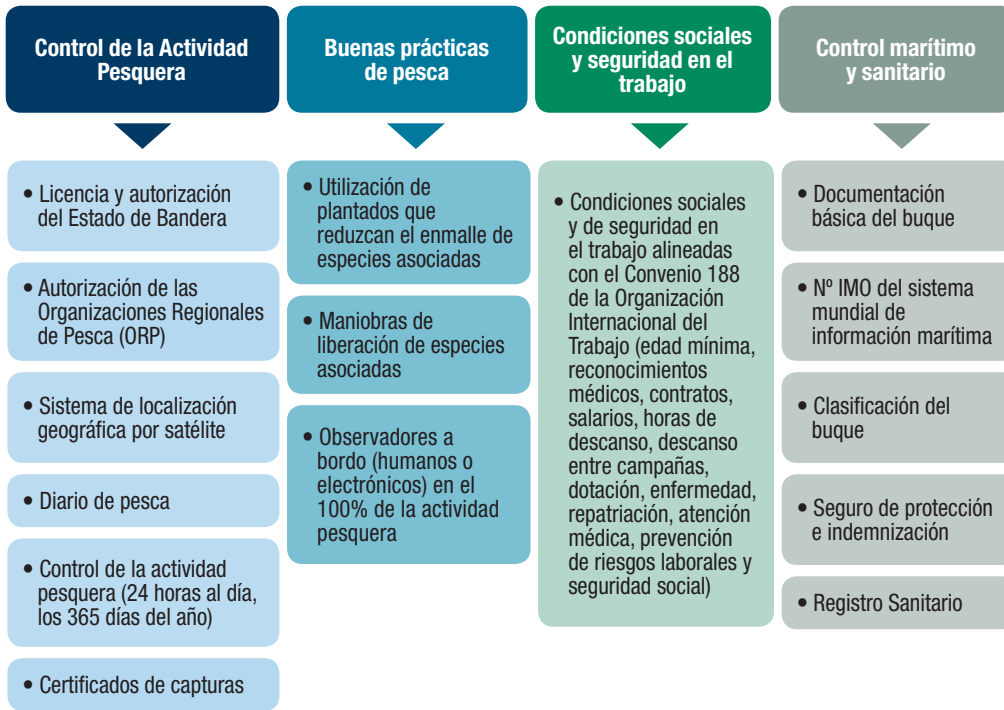 Control de la Actividad
Pesquera
• Licencia y autorización
del Estado de Bandera
• Autorización de las
Organizaciones Regionales
de Pesca (ORP)
• Sistema de localización
geográfica por satélite
• Diario de pesca
• Control de la actividad
pesquera (24 horas al día,
los 365 días del año)
• Certificados de capturas
Buenas prácticas
de pesca
• Utilización de
plantados que
reduzcan el enmalle de
especies asociadas
• Maniobras de
liberación de especies
asociadas
• Observadores a
bordo (humanos o
electrónicos) en el
100% de la actividad
pesquera
Condiciones sociales
y seguridad en el
trabajo
• Condiciones sociales
y de seguridad en
el trabajo alineadas
con el Convenio 188
de la Organización
Internacional del
Trabajo (edad mínima,
reconocimientos
médicos, contratos,
salarios, horas de
descanso, descanso
entre campañas,
dotación, enfermedad,
repatriación, atención
médica, prevención
de riesgos laborales y
seguridad social)
Control marítimo
y sanitario
• Documentación
básica del buque
• Nº IMO del sistema
mundial de
información marítima
• Clasificación del
buque
• Seguro de protección
e indemnización
• Registro Sanitario